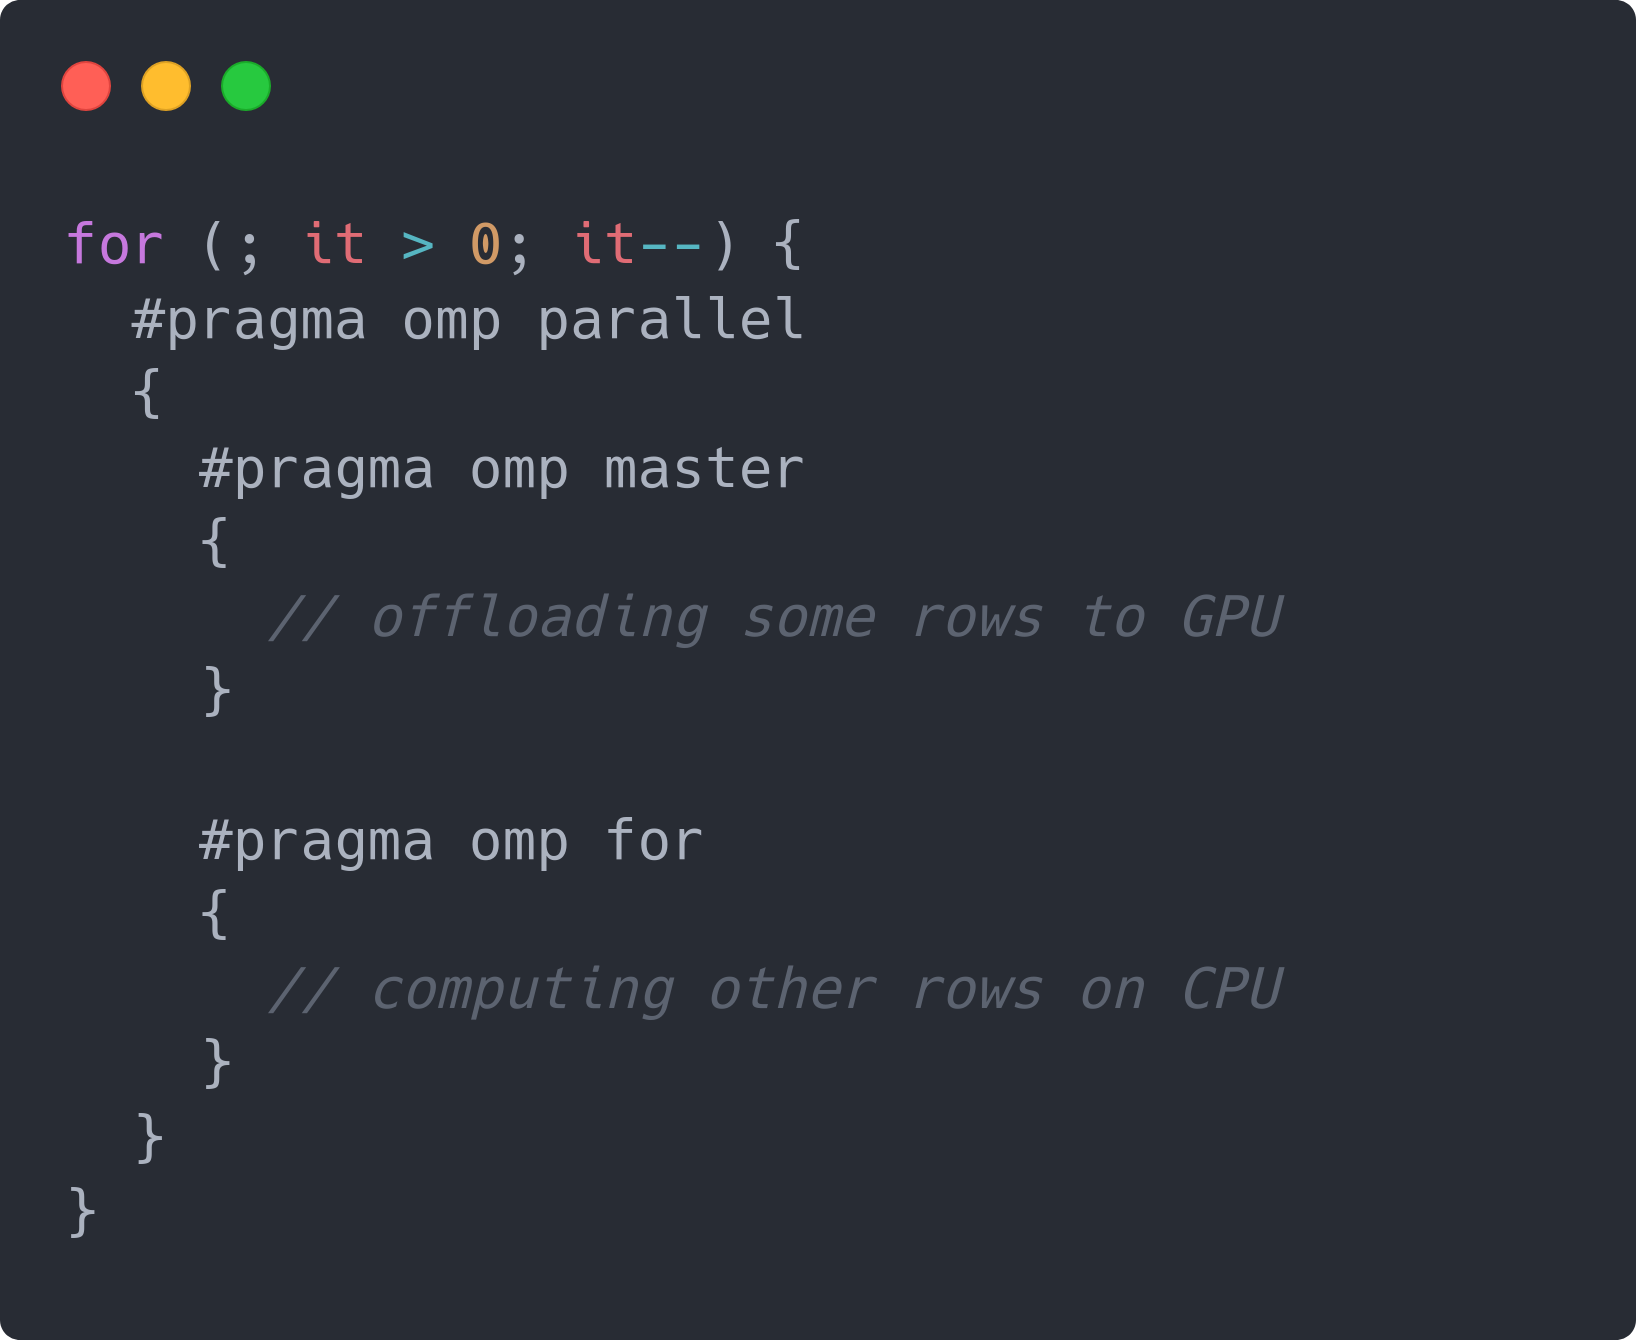 for (; it > 0; it--) {
  #pragma omp parallel
  {
    #pragma omp master
    {
      // offloading some rows to GPU
    }

    #pragma omp for
    {
      // computing other rows on CPU
    }
  }
}